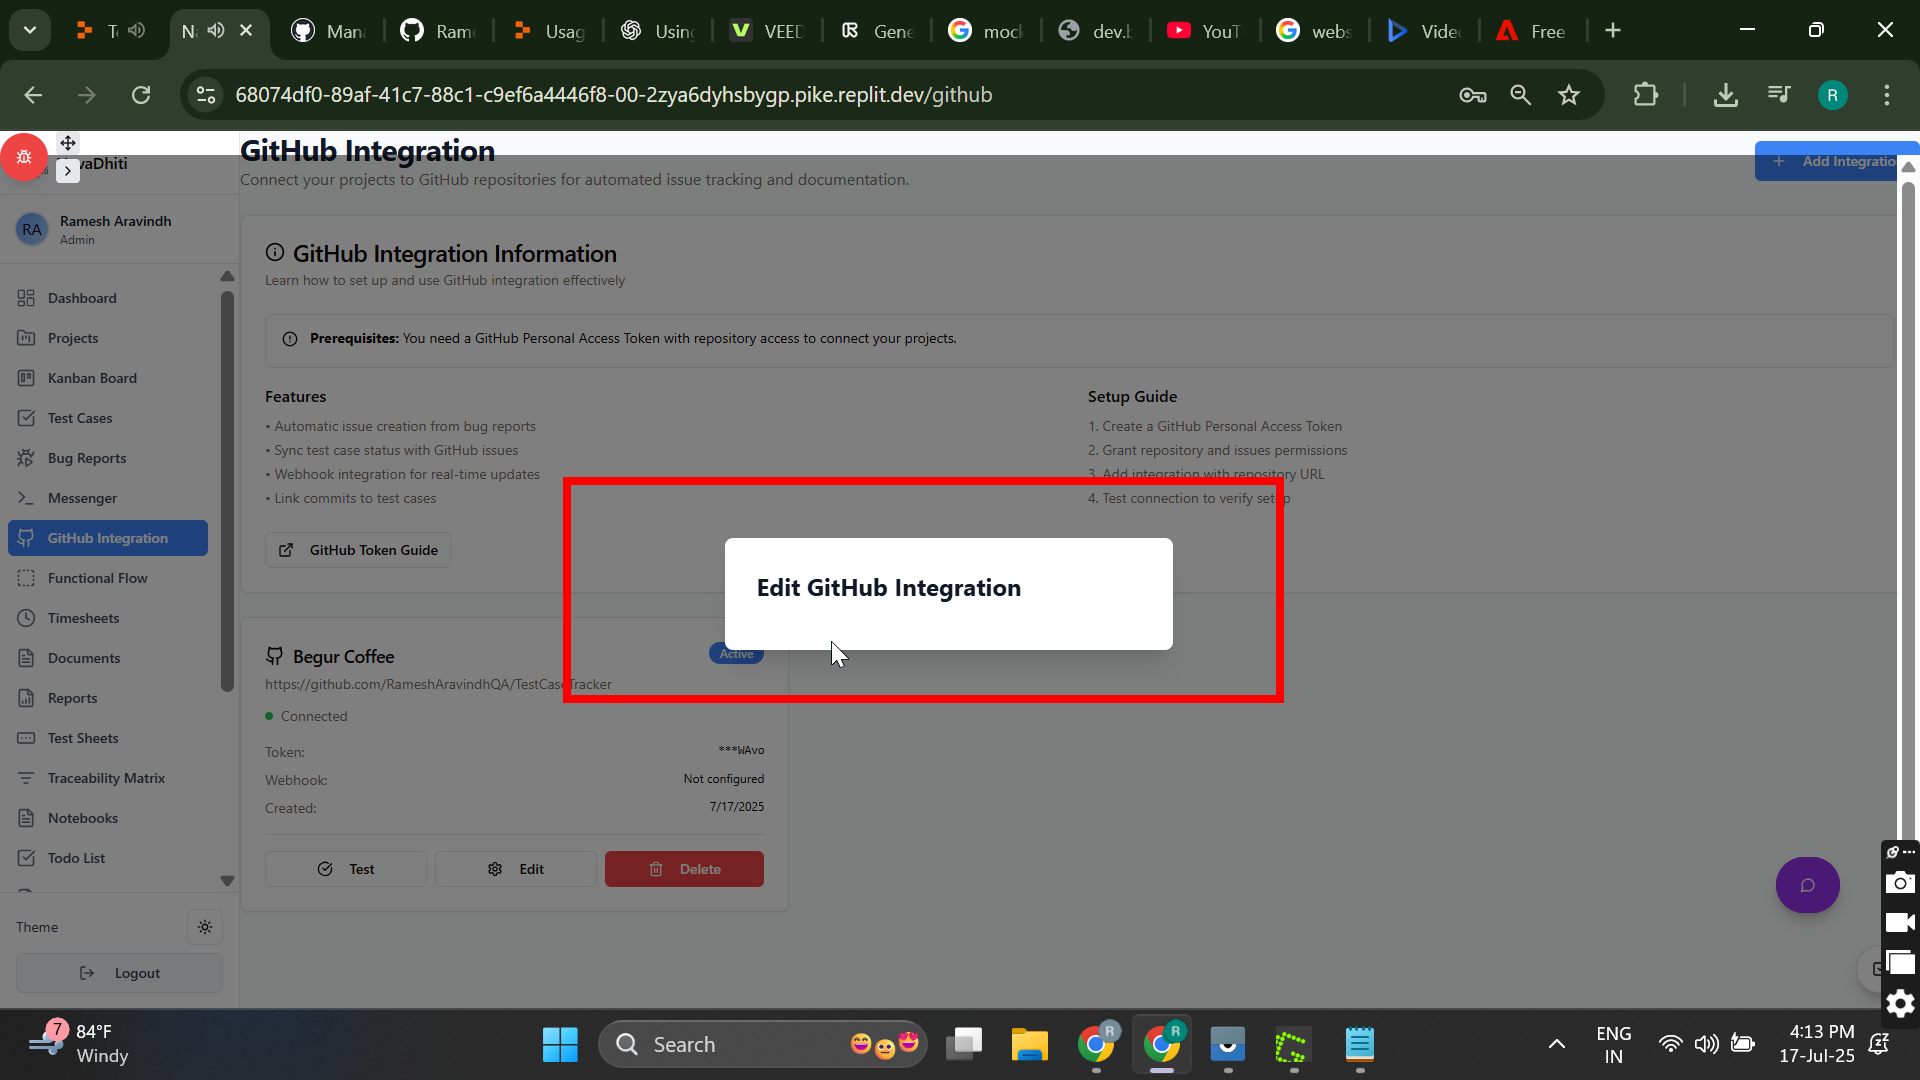 Mana
Ram
Usag
Usin
VEED
Gene
mock
dev.b
YouT
webs
Vide
Free
68074df0-89af-41c7-88c1-c9ef6a4446f8-00-2zya6dyhsbygp.pike.replit.dev/github
R
vaDhiti
GitHub Integration
Add Integratio
Connect your projects to GitHub repositories for automated issue tracking and documentation.
RA
Ramesh Aravindh
Admin
Dashboard
Projects
Kanban Board
Test Cases
Bug Reports
Messenger
GitHub Integration
Functional Flow
Timesheets
Documents
Reports
Test Sheets
Traceability Matrix
Notebooks
Todo List
Theme
Logout
GitHub Integration Information
Learn how to set up and use GitHub integration effectively
Prerequisites: You need a GitHub Personal Access Token with repository access to connect your projects.
Features
• Automatic issue creation from bug reports
• Sync test case status with GitHub issues
• Webhook integration for real-time updates
• Link commits to test cases
Setup Guide
1. Create a GitHub Personal Access Token
2. Grant repository and issues permissions
3. Add integration with repository URL
4. Test connection to verify setup
GitHub Token Guide
Edit GitHub Integration
Begur Coffee
Active
https://github.com/RameshAravindhQA/TestCaseTracker
Connected
Token:
***WAvo
Webhook:
Not configured
Created:
7/17/2025
Test
Edit
Delete
7
84°F
Windy
Search
R
R
ENG
IN
4:13 PM
17-Jul-25